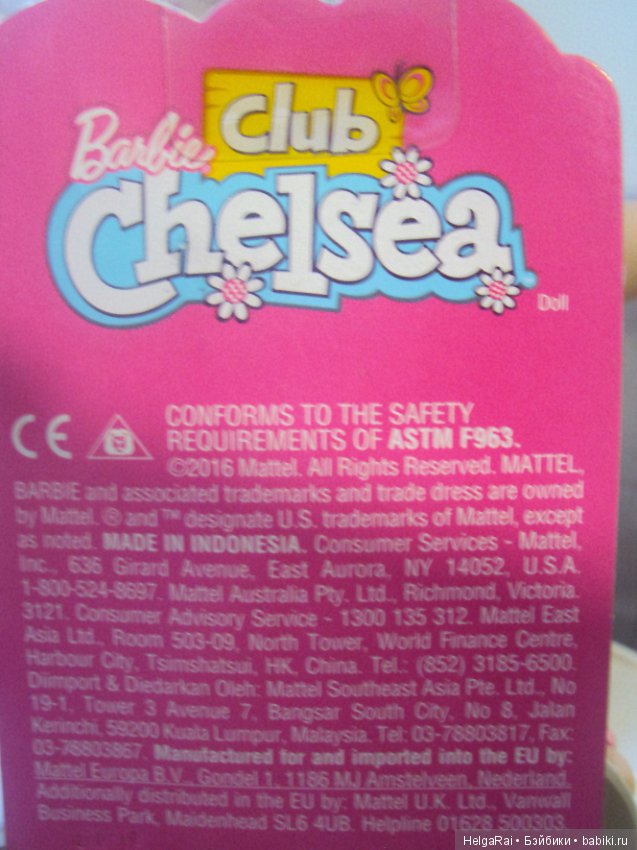 Barbie
Club
Chelsea
Doll
CE
CONFORMS TO THE SAFETY
REQUIREMENTS OF ASTM F963.
©2016 Mattel. All Rights Reserved. MATTEL,
BARBIE and associated trademarks and trade dress are owned
by Mattel. ® and ™ designate U.S. trademarks of Mattel, except
as noted. MADE IN INDONESIA. Consumer Services - Mattel,
Inc., 636 Girard Avenue, East Aurora, NY 14052, U.S.A.
1-800-524-8697. Mattel Australia Pty. Ltd., Richmond, Victoria.
3121. Consumer Advisory Service - 1300 135 312. Mattel East
Asia Ltd., Room 503-09, North Tower, World Finance Centre,
Harbour City, Tsimshatsui, HK, China. Tel.: (852) 3185-6500.
Diimport & Diedarkan Oleh: Mattel Southeast Asia Pte. Ltd., No
19-1, Tower 3 Avenue 7, Bangsar South City, No 8, Jalan
Kerinchi, 59200 Kuala Lumpur, Malaysia. Tel: 03-78803817, Fax:
03-78803867. Manufactured for and imported into the EU by:
Mattel Europa B.V., Gondel 1, 1186 MJ Amstelveen, Nederland.
Additionally distributed in the EU by: Mattel U.K. Ltd., Vanwall
Business Park, Maidenhead SL6 4UB. Helpline 01628 500303.
HelgaRai • Бэйбики • babiki.ru